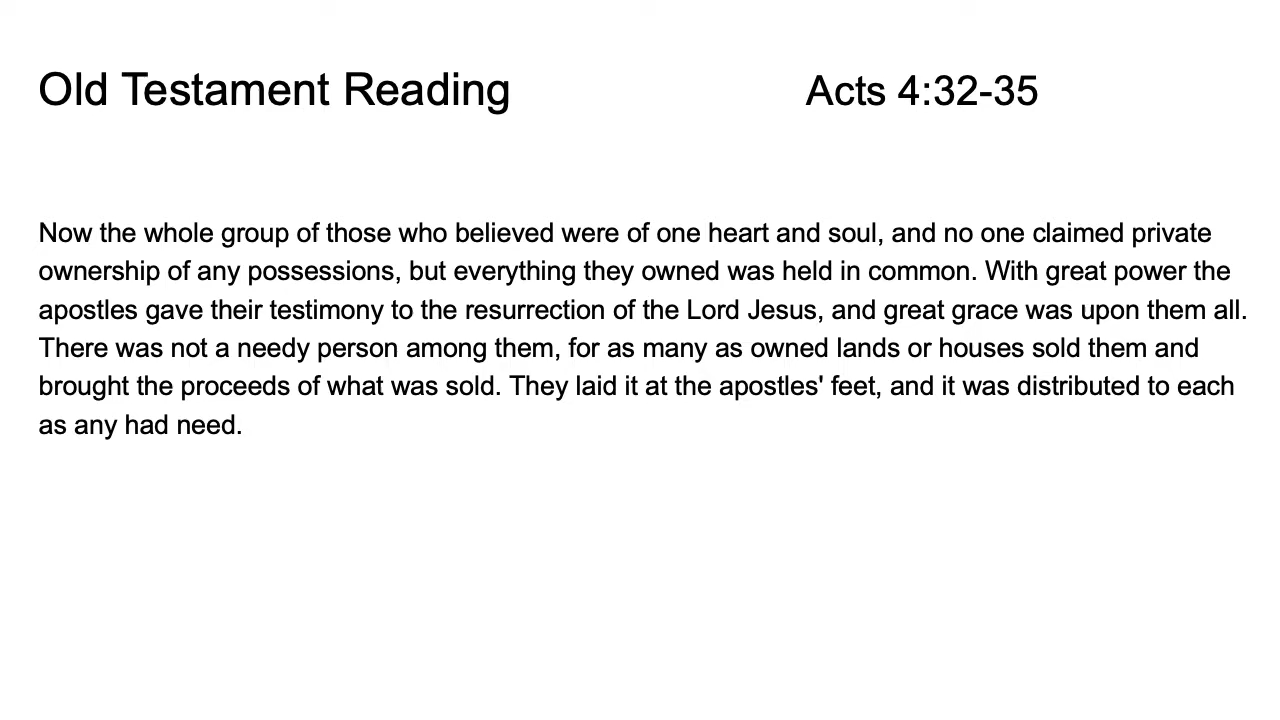 Old Testament Reading Acts 4:32-35
Now the whole group of those who believed were of one heart and soul, and no one claimed private
ownership of any possessions, but everything they owned was held in common. With great power the
apostles gave their testimony to the resurrection of the Lord Jesus, and great grace was upon them all.
There was not a needy person among them, for as many as owned lands or houses sold them and
brought the proceeds of what was sold. They laid it at the apostles' feet, and it was distributed to each
as any had need.